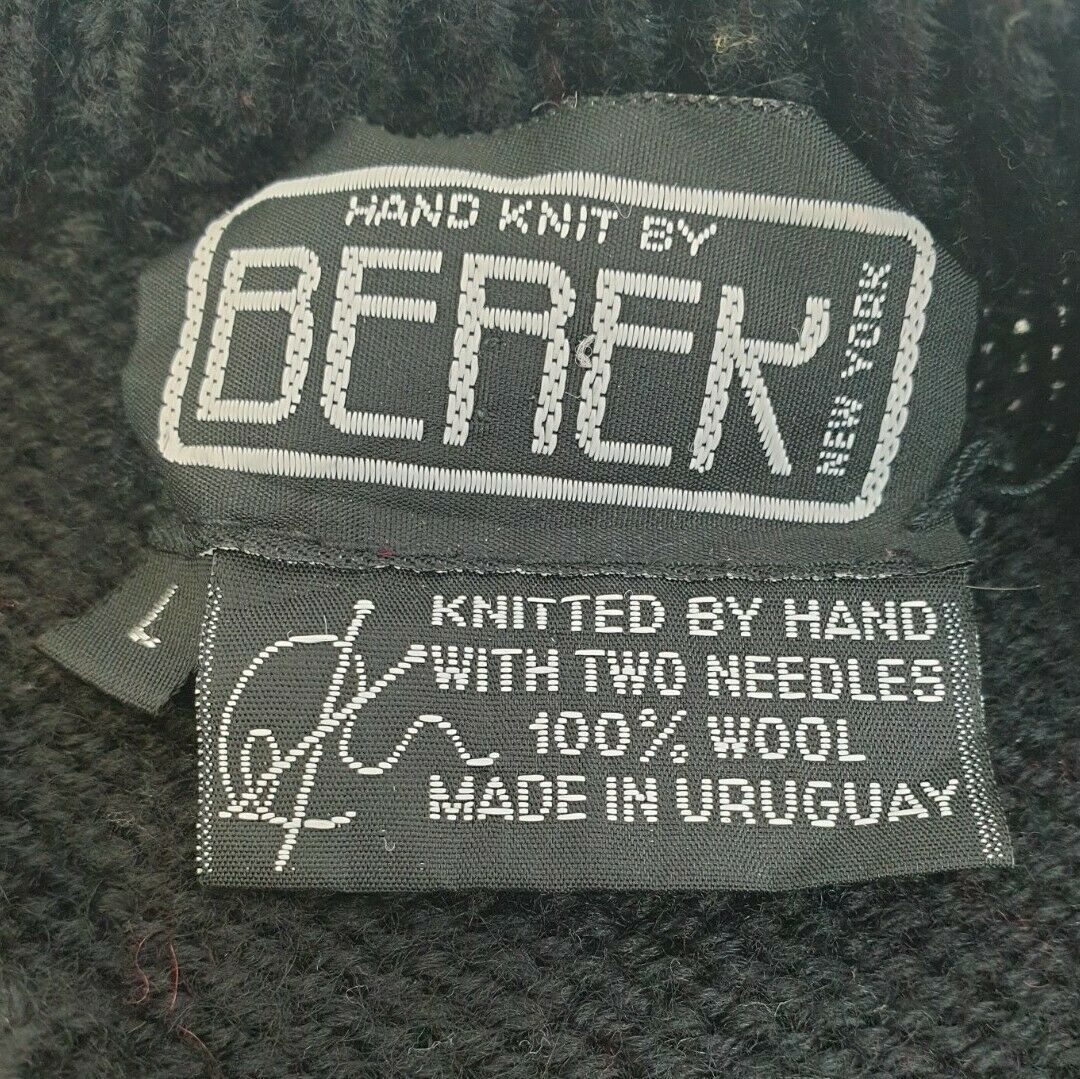 HAND KNIT BY
BEREK
NEW YORK
L
KNITTED BY HAND
WITH TWO NEEDLES
100% WOOL
MADE IN URUGUAY